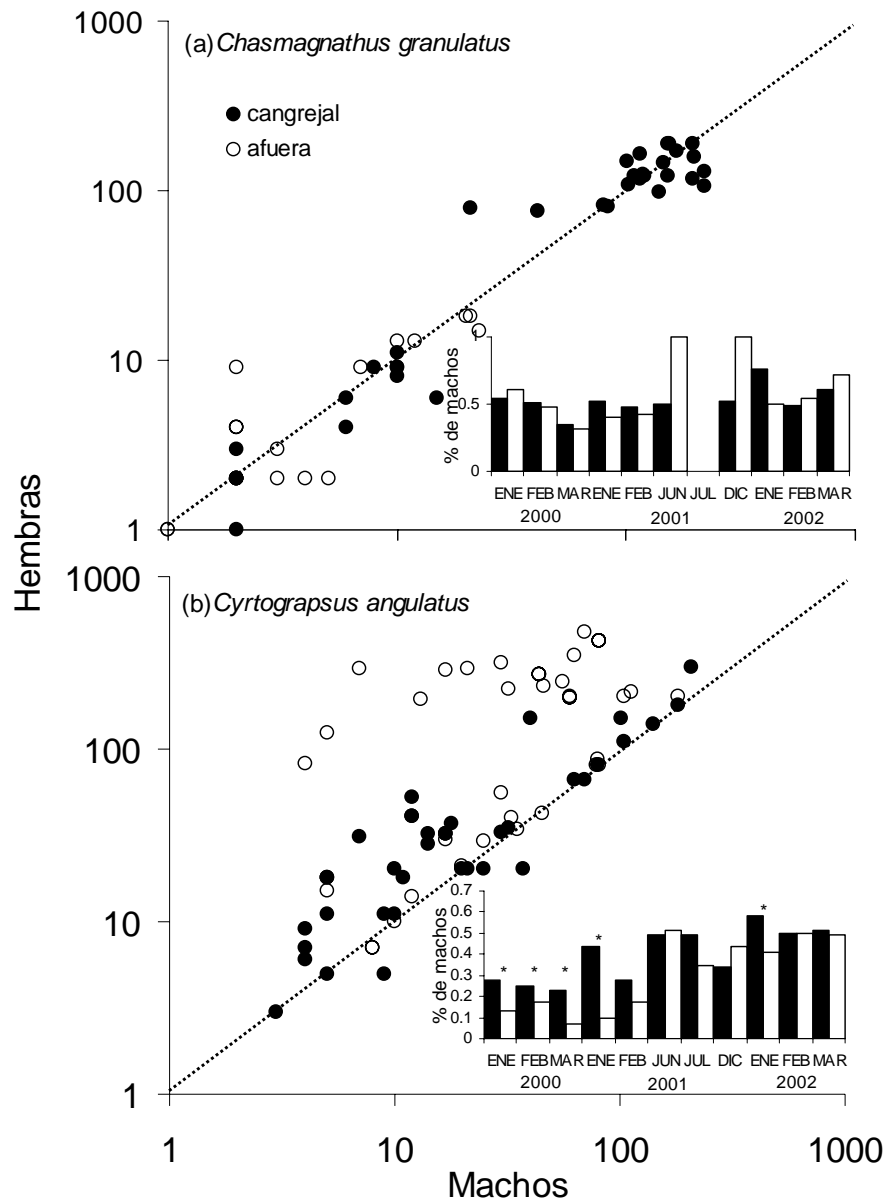 1000
(a) Chasmagnathus granulatus
cangrejal
afuera
100
10
1
% de machos
1
0.5
0
ENE FEB MAR ENE FEB JUN JUL DIC ENE FEB MAR
2000 2001 2002
Hembras
1000
(b) Cyrtograpsus angulatus
100
10
1
% de machos
0.7
0.6
0.5
0.4
0.3
0.2
0.1
0
* * * * *
ENE FEB MAR ENE FEB JUN JUL DIC ENE FEB MAR
2000 2001 2002
1 10 100 1000
Machos